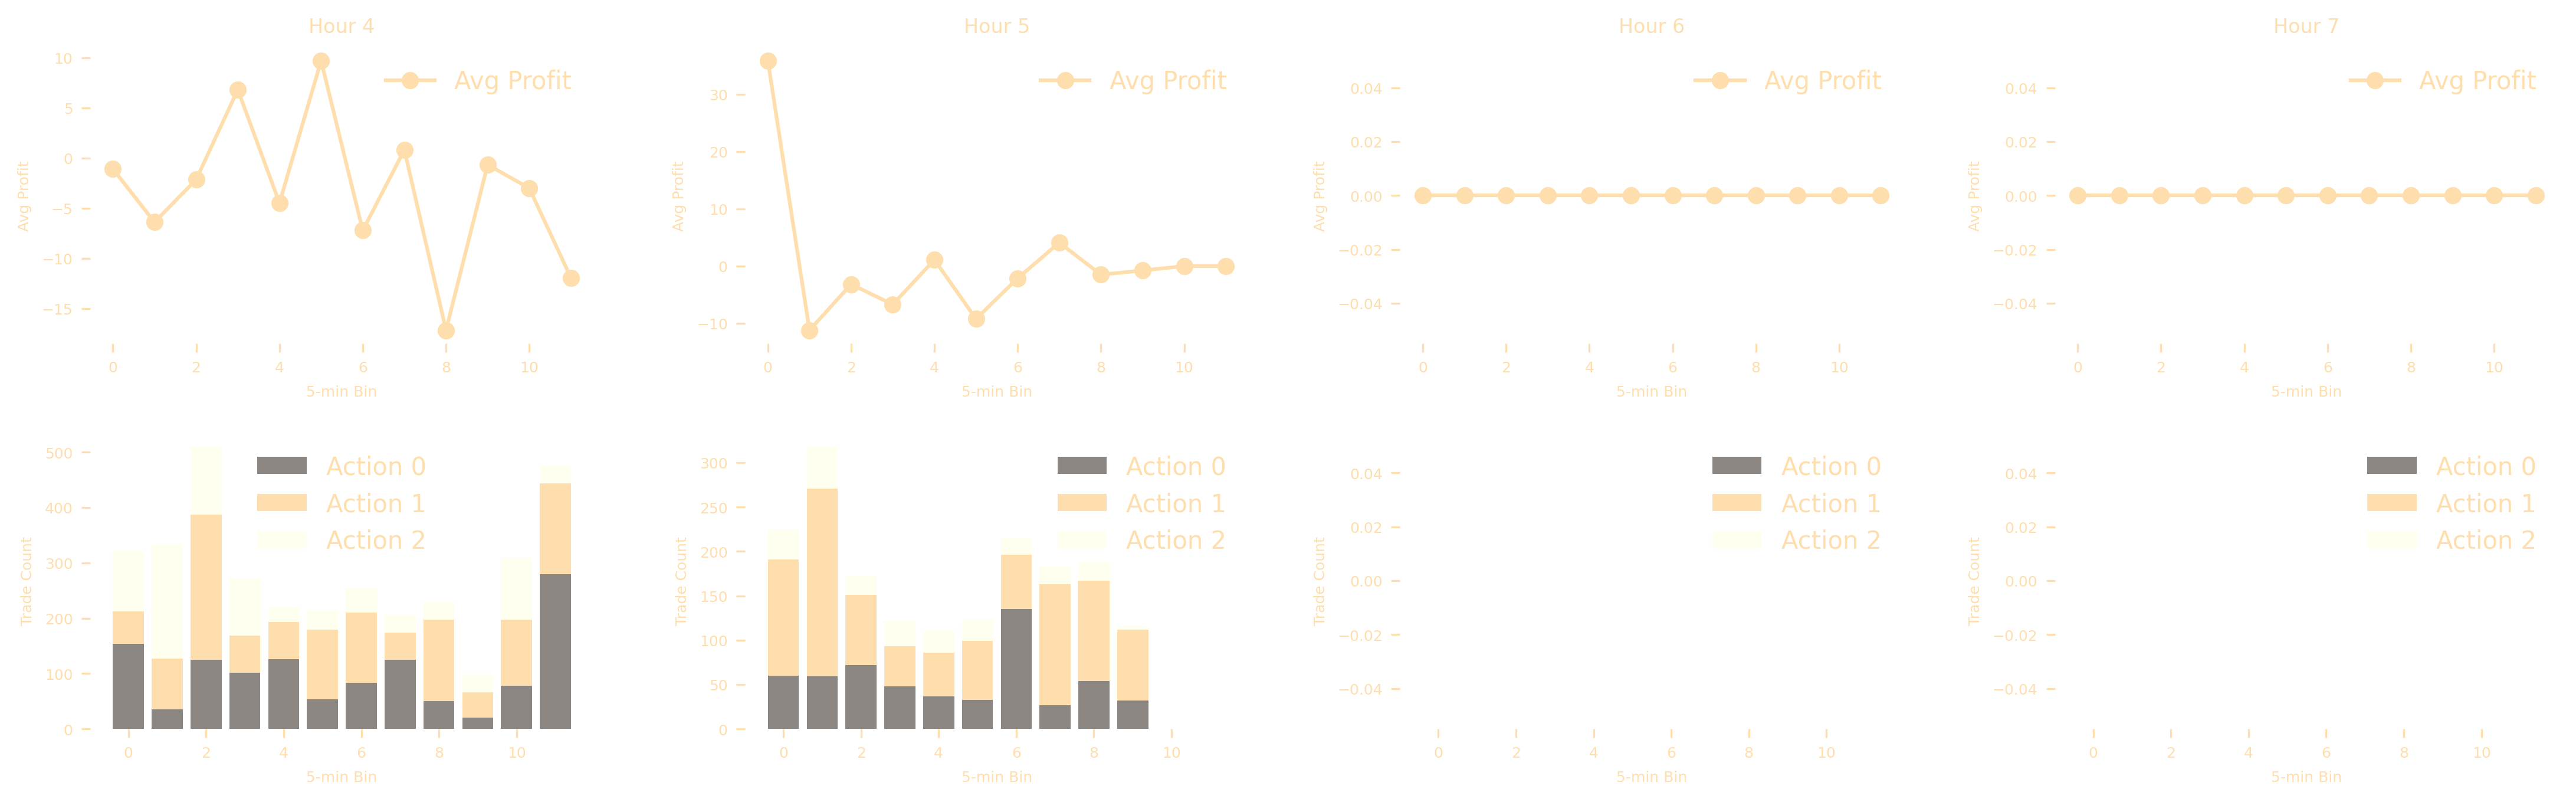 Hour 4
Avg Profit
10
5
0
−5
−10
−15
Avg Profit
0 2 4 6 8 10
5-min Bin
Hour 5
Avg Profit
30
20
10
0
−10
Avg Profit
0 2 4 6 8 10
5-min Bin
Hour 6
Avg Profit
0.04
0.02
0.00
−0.02
−0.04
Avg Profit
0 2 4 6 8 10
5-min Bin
Hour 7
Avg Profit
0.04
0.02
0.00
−0.02
−0.04
Avg Profit
0 2 4 6 8 10
5-min Bin
500
400
300
200
100
0
Trade Count
Action 0
Action 1
Action 2
0 2 4 6 8 10
5-min Bin
300
250
200
150
100
50
0
Trade Count
Action 0
Action 1
Action 2
0 2 4 6 8 10
5-min Bin
0.04
0.02
0.00
−0.02
−0.04
Trade Count
Action 0
Action 1
Action 2
0 2 4 6 8 10
5-min Bin
0.04
0.02
0.00
−0.02
−0.04
Trade Count
Action 0
Action 1
Action 2
0 2 4 6 8 10
5-min Bin